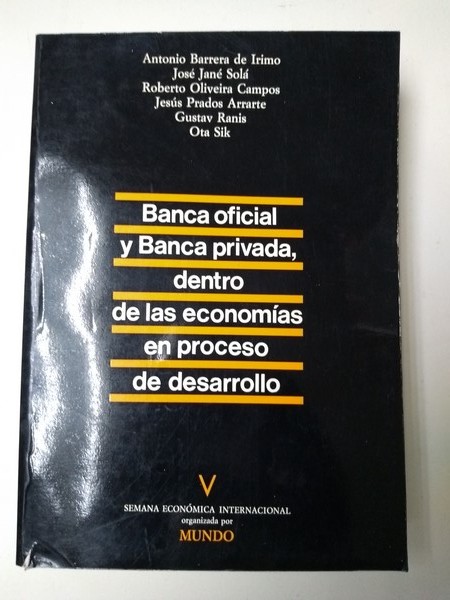 Antonio Barrera de Irimo
José Jané Solá
Roberto Oliveira Campos
Jesús Prados Arrarte
Gustav Ranis
Ota Sik
Banca oficial
y Banca privada,
dentro
de las economías
en proceso
de desarrollo
V
SEMANA ECONÓMICA INTERNACIONAL
organizada por
MUNDO